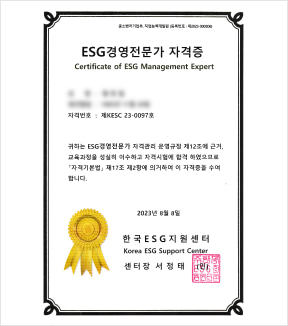 ESG경영전문가 자격증
Certificate of ESG Management Expert
자격번호 : 제KESC 23-0097호
귀하는 ESG경영전문가 자격관리 운영규정 제12조에 근거,
교육과정을 성실히 이수하고 자격시험에 합격 하였으므로
「자격기본법」제17조 제2항에 의거하여 이 자격증을 수여
합니다.
2023년 8월 8일
한국ESG지원센터
Korea ESG Support Center
센터장 서정태 (인)